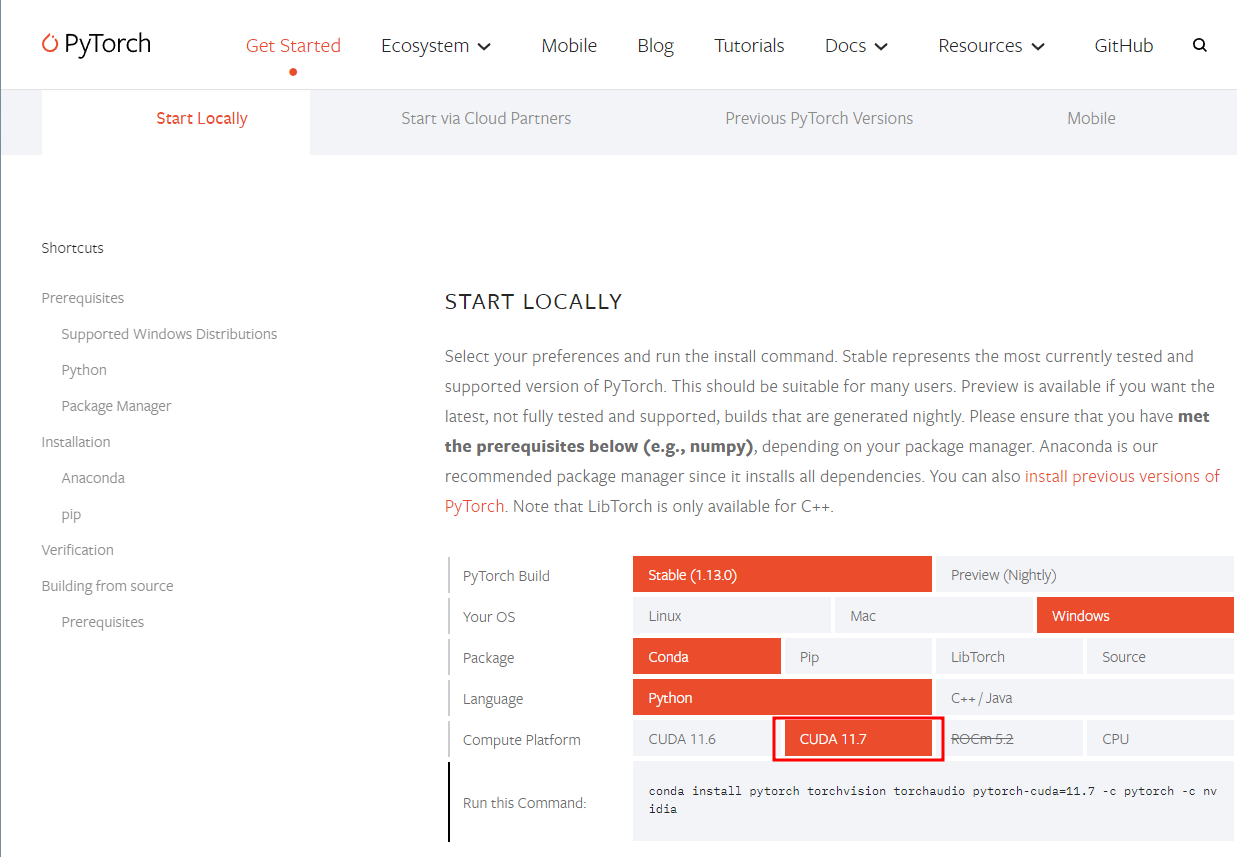 PyTorch
Get Started
Ecosystem
Mobile
Blog
Tutorials
Docs
Resources
GitHub
Start Locally
Start via Cloud Partners
Previous PyTorch Versions
Mobile
Shortcuts
Prerequisites
Supported Windows Distributions
Python
Package Manager
Installation
Anaconda
pip
Verification
Building from source
Prerequisites
START LOCALLY
Select your preferences and run the install command. Stable represents the most currently tested and
supported version of PyTorch. This should be suitable for many users. Preview is available if you want the
latest, not fully tested and supported, builds that are generated nightly. Please ensure that you have met
the prerequisites below (e.g., numpy), depending on your package manager. Anaconda is our
recommended package manager since it installs all dependencies. You can also install previous versions of
PyTorch. Note that LibTorch is only available for C++.
PyTorch Build
Stable (1.13.0)
Preview (Nightly)
Your OS
Linux
Mac
Windows
Package
Conda
Pip
LibTorch
Source
Language
Python
C++ / Java
Compute Platform
CUDA 11.6
CUDA 11.7
ROCm 5.2
CPU
Run this Command:
conda install pytorch torchvision torchaudio pytorch-cuda=11.7 -c pytorch -c nv
idia